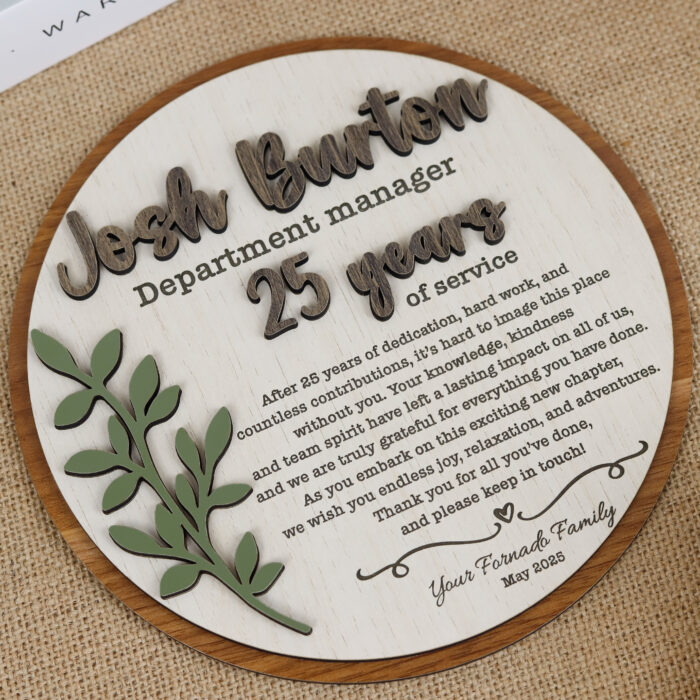 WAR
Josh Burton
Department manager
25 years
of service
After 25 years of dedication, hard work, and
countless contributions, it's hard to image this place
without you. Your knowledge, kindness
and team spirit have left a lasting impact on all of us,
and we are truly grateful for everything you have done.
As you embark on this exciting new chapter,
we wish you endless joy, relaxation, and adventures.
Thank you for all you've done,
and please keep in touch!
Your Fornado Family
May 2025